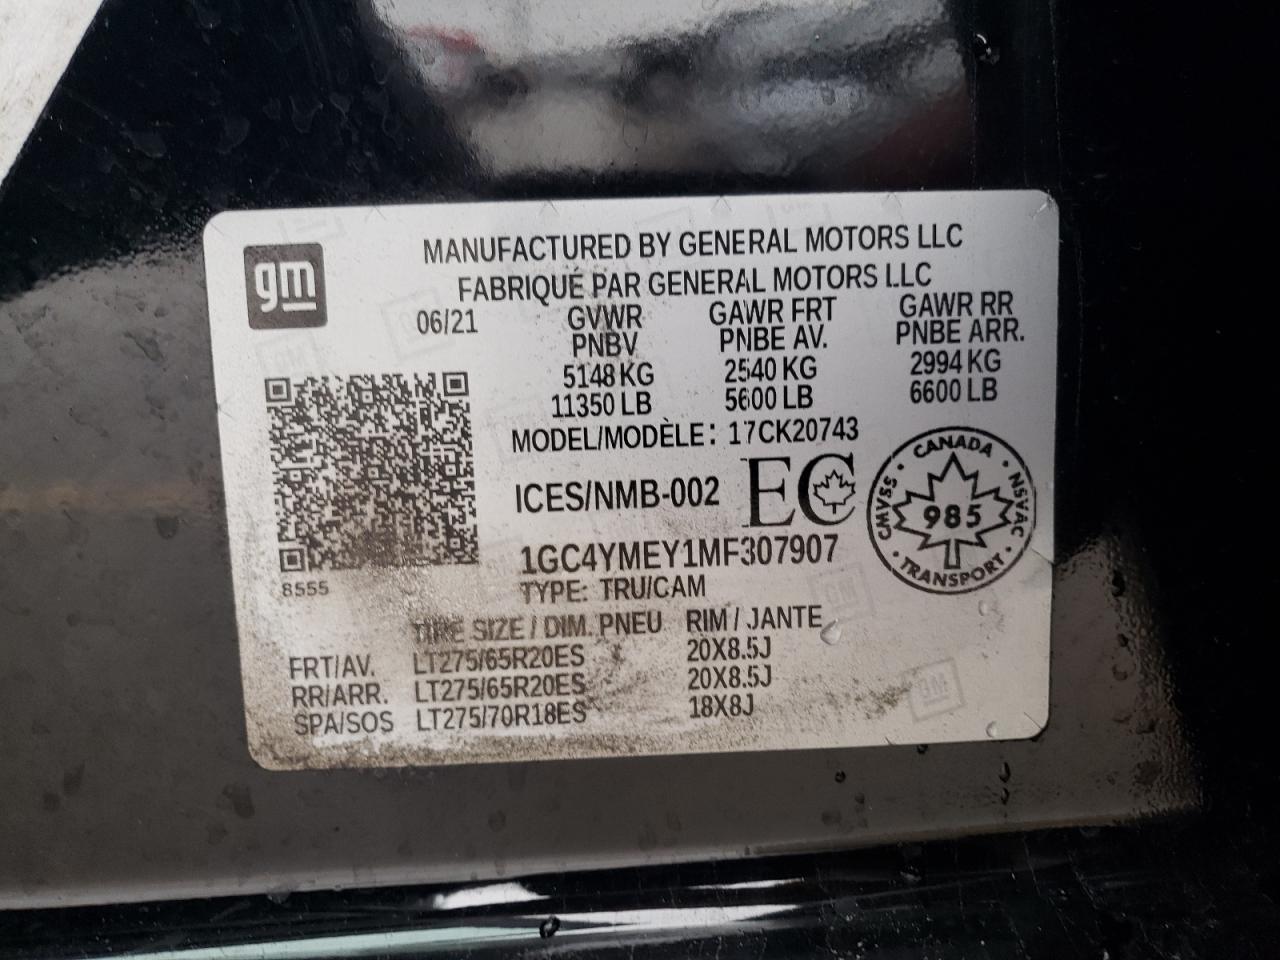 gm
MANUFACTURED BY GENERAL MOTORS LLC
FABRIQUÉ PAR GENERAL MOTORS LLC
06/21
GVWR GAWR FRT GAWR RR
PNBV PNBE AV. PNBE ARR.
5148 KG 2540 KG 2994 KG
11350 LB 5600 LB 6600 LB
MODEL/MODÈLE: 17CK20743
ICES/NMB-002 EC
CANADA
CMVSS 985 NSVAC
TRANSPORT
1GC4YMEY1MF307907
8555
TYPE: TRU/CAM
TIRE SIZE / DIM. PNEU RIM / JANTE
FRT/AV. LT275/65R20ES 20X8.5J
RR/ARR. LT275/65R20ES 20X8.5J
SPA/SOS LT275/70R18ES 18X8J